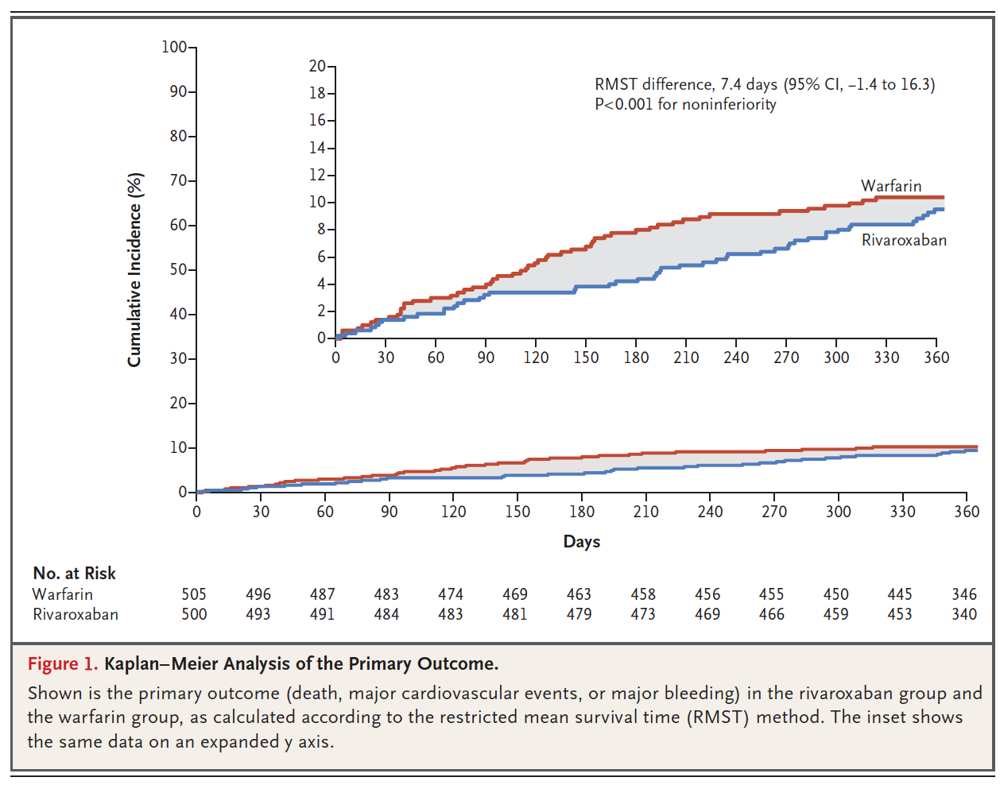 100
90
80
70
60
50
40
30
20
10
0
Cumulative Incidence (%)
20
18
16
14
12
10
8
6
4
2
0
RMST difference, 7.4 days (95% CI, −1.4 to 16.3)
P<0.001 for noninferiority
Warfarin
Rivaroxaban
0 30 60 90 120 150 180 210 240 270 300 330 360
0 30 60 90 120 150 180 210 240 270 300 330 360
Days
No. at Risk
Warfarin 505 496 487 483 474 469 463 458 456 455 450 445 346
Rivaroxaban 500 493 491 484 483 481 479 473 469 466 459 453 340
Figure 1. Kaplan–Meier Analysis of the Primary Outcome.
Shown is the primary outcome (death, major cardiovascular events, or major bleeding) in the rivaroxaban group and
the warfarin group, as calculated according to the restricted mean survival time (RMST) method. The inset shows
the same data on an expanded y axis.